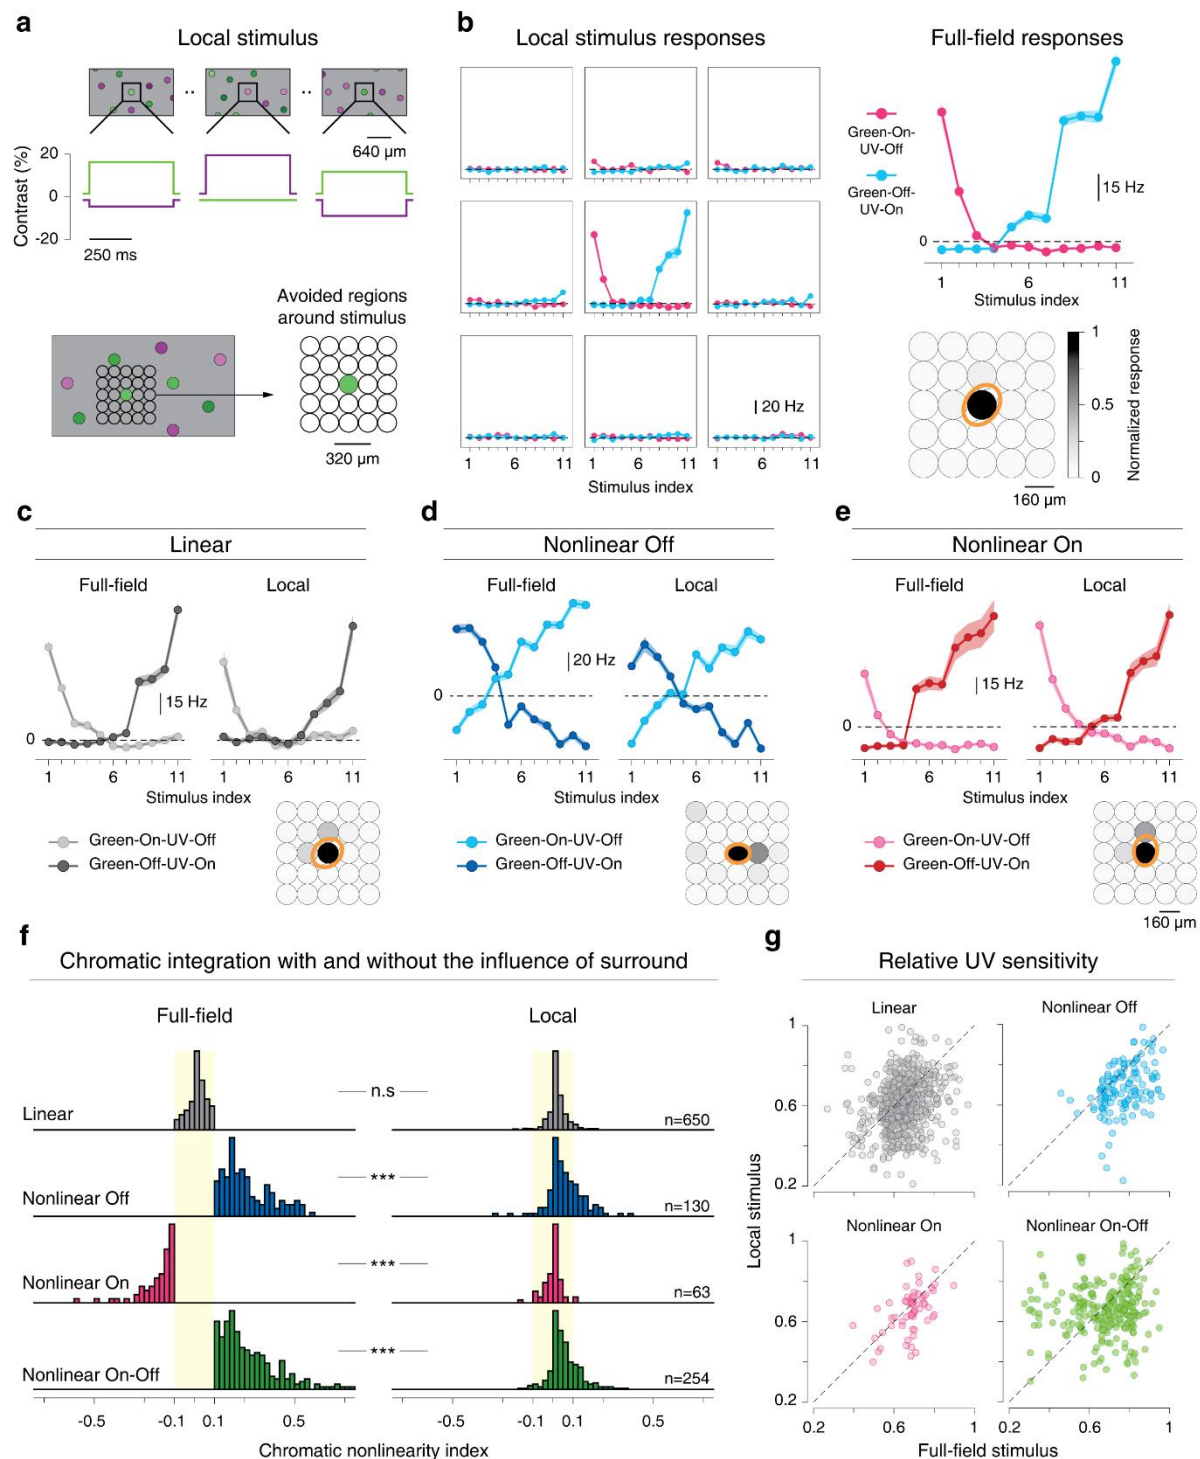 a
Local stimulus
640 µm
Contrast (%)
20
0
-20
250 ms
Avoided regions
around stimulus
320 µm
b
Local stimulus responses
20 Hz
1 6 11 1 6 11 1 6 11
Stimulus index
Full-field responses
Green-On-
UV-Off
Green-Off-
UV-On
15 Hz
0
1 6 11
Stimulus index
1
0.5
0
Normalized response
160 µm
c
Linear
Full-field Local
15 Hz
0
1 6 11 1 6 11
Stimulus index
Green-On-UV-Off
Green-Off-UV-On
d
Nonlinear Off
Full-field Local
20 Hz
0
1 6 11 1 6 11
Stimulus index
Green-On-UV-Off
Green-Off-UV-On
e
Nonlinear On
Full-field Local
15 Hz
0
1 6 11 1 6 11
Stimulus index
Green-On-UV-Off
Green-Off-UV-On
160 µm
f
Chromatic integration with and without the influence of surround
Full-field Local
Linear n.s n=650
Nonlinear Off *** n=130
Nonlinear On *** n=63
Nonlinear On-Off *** n=254
-0.5 -0.1 0.1 0.5 -0.5 -0.1 0.1 0.5
Chromatic nonlinearity index
g
Relative UV sensitivity
Linear Nonlinear Off
1
0.6
0.2
Local stimulus
Nonlinear On Nonlinear On-Off
1
0.6
0.2
0.2 0.6 1 0.2 0.6 1
Full-field stimulus